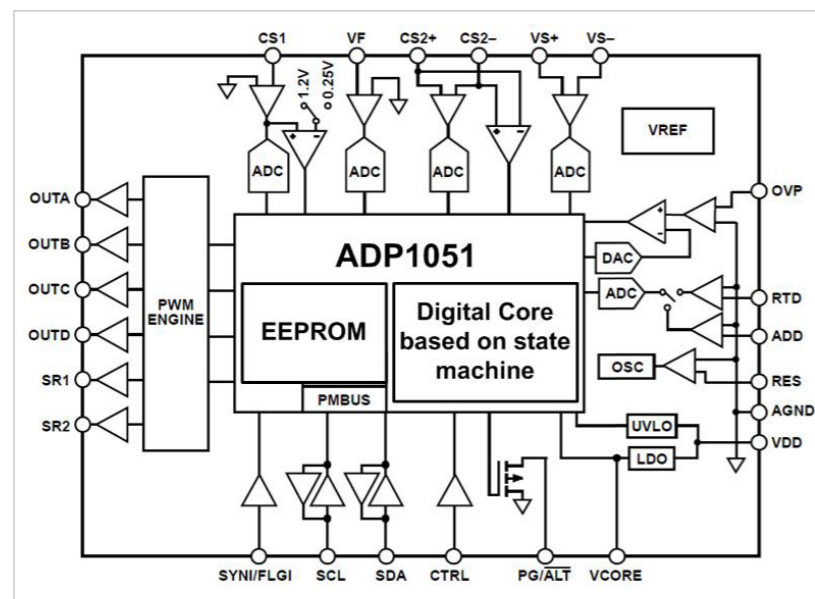 CS1 VF CS2+ CS2– VS+ VS–
1.2V
0.25V
VREF
+ –
+ –
ADC ADC ADC ADC
OUTA
OUTB
OUTC
OUTD
SR1
SR2
PWM
ENGINE
ADP1051
EEPROM
PMBUS
Digital Core
based on state
machine
+
–
DAC
ADC
OSC
UVLO
LDO
OVP
RTD
ADD
RES
AGND
VDD
SYNI/FLGI SCL SDA CTRL PG/ALT VCORE